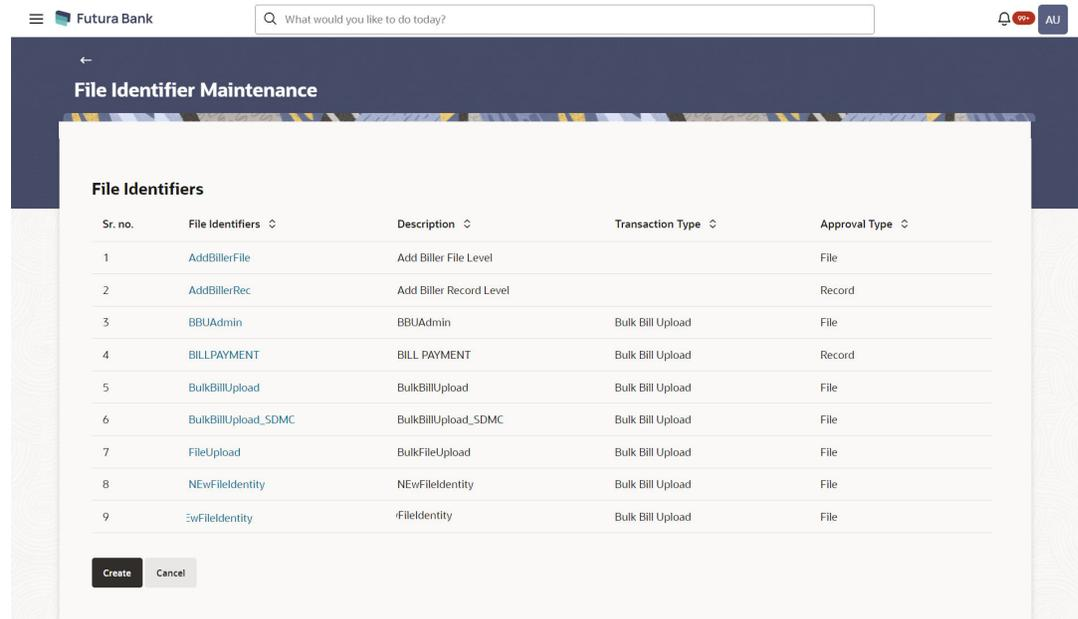 Futura Bank
What would you like to do today?
99+
AU
File Identifier Maintenance
File Identifiers
Sr. no. File Identifiers Description Transaction Type Approval Type
1 AddBillerFile Add Biller File Level File
2 AddBillerRec Add Biller Record Level Record
3 BBUAdmin BBUAdmin Bulk Bill Upload File
4 BILLPAYMENT BILL PAYMENT Bulk Bill Upload Record
5 BulkBillUpload BulkBillUpload Bulk Bill Upload File
6 BulkBillUpload_SDMC BulkBillUpload_SDMC Bulk Bill Upload File
7 FileUpload BulkFileUpload Bulk Bill Upload File
8 NEwFileIdentity NEwFileIdentity Bulk Bill Upload File
9 EwFileIdentity FileIdentity Bulk Bill Upload File
Create Cancel